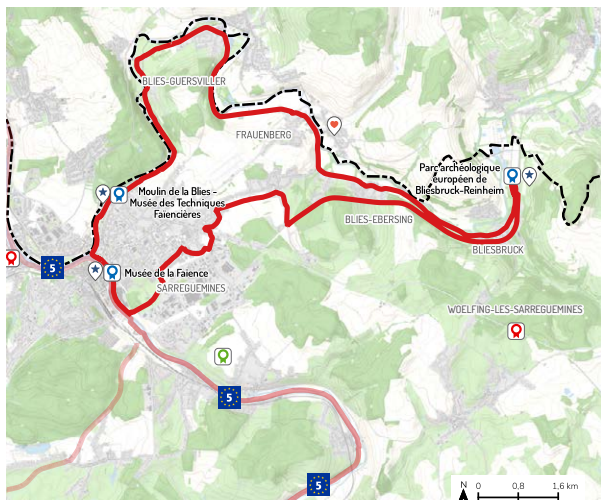 BLIES-GUERSVILLER
FRAUENBERG
Parc archéologique
européen de
Bliesbruck-Reinheim
Moulin de la Blies -
Musée des Techniques
Faïencières
BLIES-EBERSING
BLIESBRUCK
5
Musée de la Faïence
SARREGUEMINES
WOELFING-LES-SARREGUEMINES
5
5
N 0 0,8 1,6 km